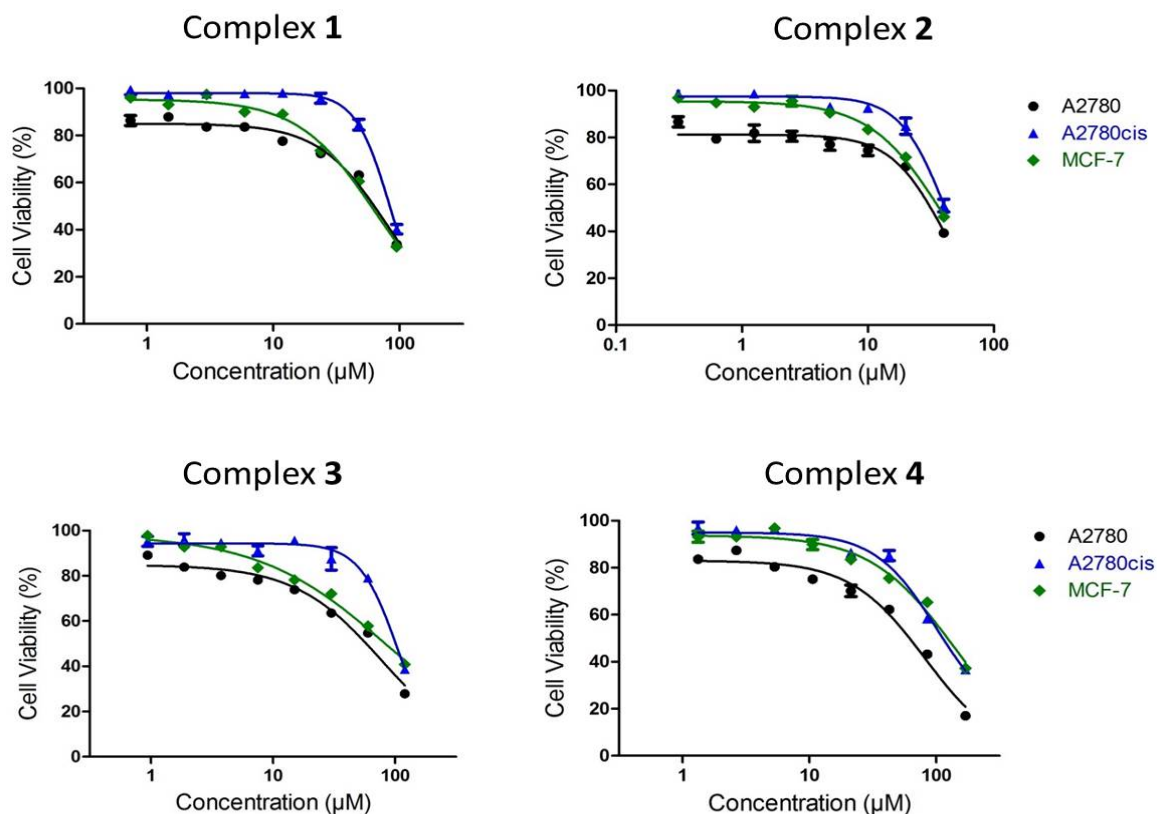 Complex 1
Complex 2
100
80
60
40
20
0
Cell Viability (%)
1
10
100
Concentration (µM)
100
80
60
40
20
0
Cell Viability (%)
0.1
1
10
100
Concentration (µM)
A2780
A2780cis
MCF-7
Complex 3
Complex 4
100
80
60
40
20
0
Cell Viability (%)
1
10
100
Concentration (µM)
100
80
60
40
20
0
Cell Viability (%)
1
10
100
Concentration (µM)
A2780
A2780cis
MCF-7